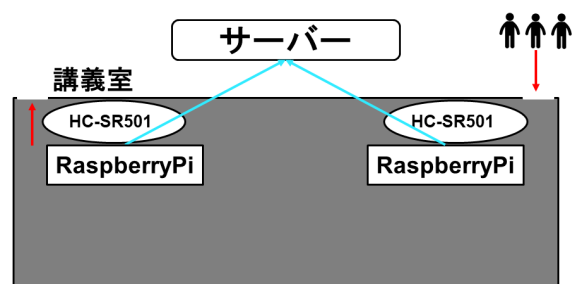 サーバー
講義室
HC-SR501
HC-SR501
RaspberryPi
RaspberryPi